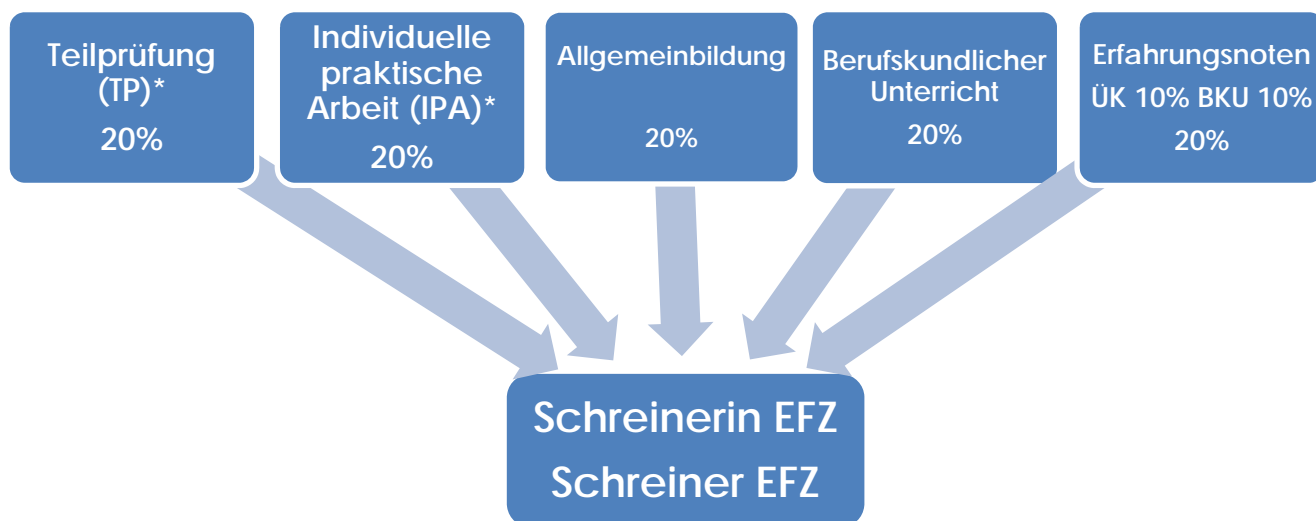 Teilprüfung
(TP)*
20%
Individuelle
praktische
Arbeit (IPA)*
20%
Allgemeinbildung
20%
Berufskundlicher
Unterricht
20%
Erfahrungsnoten
ÜK 10% BKU 10%
20%
Schreinerin EFZ
Schreiner EFZ